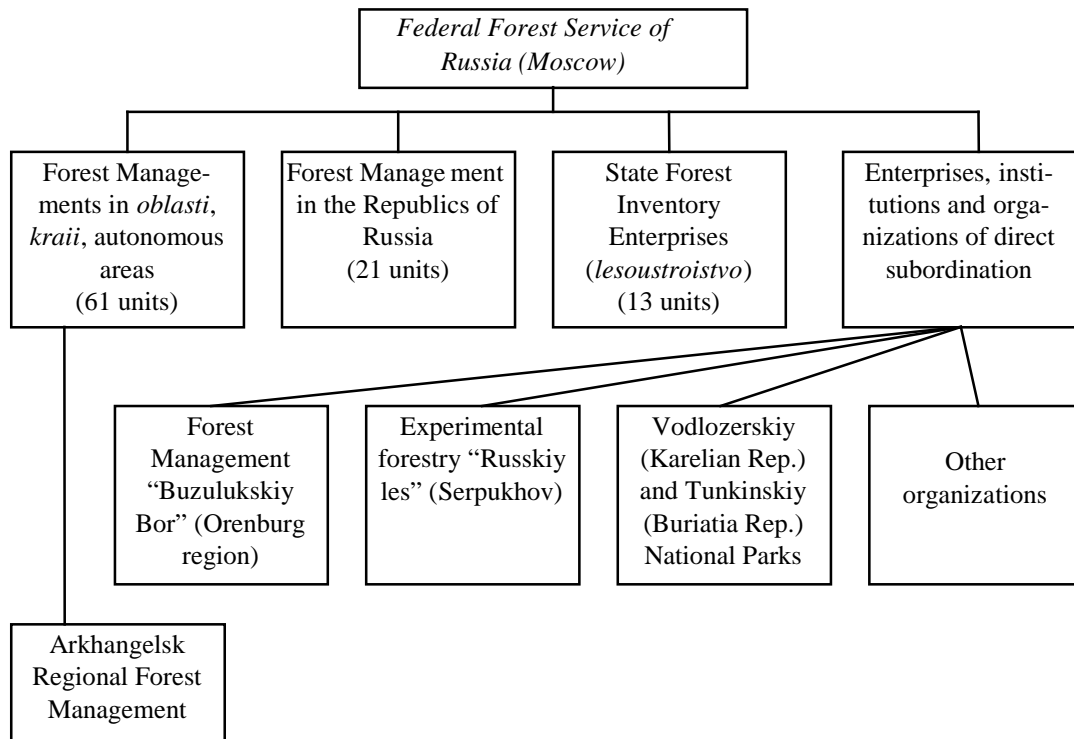 Federal Forest Service of
Russia (Moscow)
Forest Manage-
ments in oblasti,
kraii, autonomous
areas
(61 units)
Forest Manage ment
in the Republics of
Russia
(21 units)
State Forest
Inventory
Enterprises
(lesoustroistvo)
(13 units)
Enterprises, insti-
tutions and orga-
nizations of direct
subordination
Forest
Management
“Buzulukskiy
Bor” (Orenburg
region)
Experimental
forestry “Russkiy
les” (Serpukhov)
Vodlozerskiy
(Karelian Rep.)
and Tunkinskiy
(Buriatia Rep.)
National Parks
Other
organizations
Arkhangelsk
Regional Forest
Management